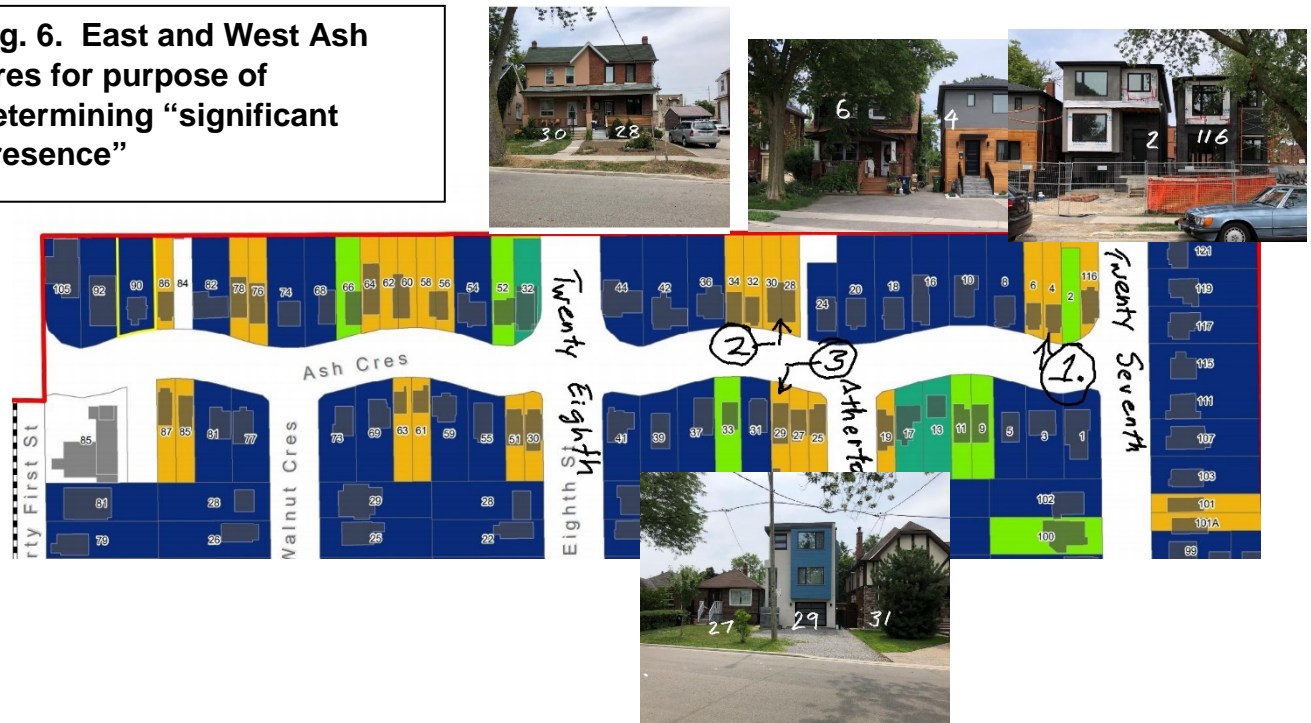 g. 6. East and West Ash
res for purpose of
etermining “significant
resence”
30 28
6 4 2 116
105 92 90 86 84 82 78 76 74 68 66 64 62 60 58 56 54 52 32
Twenty Eighth
44 42 36 34 32 30 28 24 20 18 16 10 8 6 4 2 116
Twenty Seventh
121
119
117
115
111
107
103
101
101A
99
2 3 1.
Ash Cres
rty First St
85 87 85 81 77
Walnut Cres
73 69 63 61 59 55 51 30
Eighth St
41 39 37 33 31 29 27 25
Atherto
19 17 13 11 9 5 3 1
81 28 29 28 102
79 26 25 22 100
27 29 31